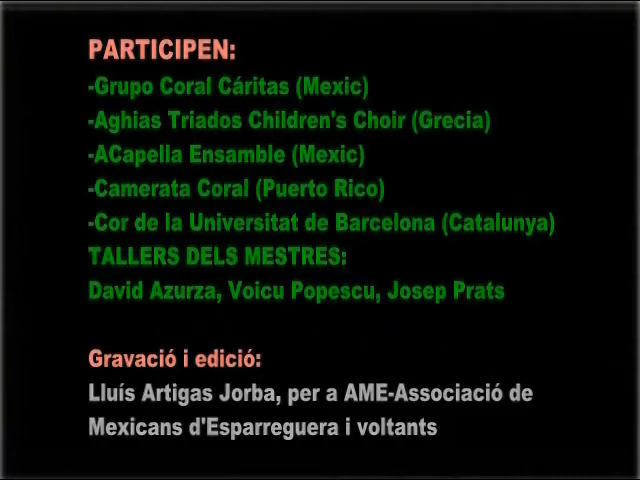 PARTICIPEN:
-Grupo Coral Cáritas (Mexic)
-Aghias Triados Children's Choir (Grecia)
-ACapella Ensamble (Mexic)
-Camerata Coral (Puerto Rico)
-Cor de la Universitat de Barcelona (Catalunya)
TALLERS DELS MESTRES:
David Azurza, Voicu Popescu, Josep Prats
Gravació i edició:
Lluís Artigas Jorba, per a AME-Associació de
Mexicans d'Esparreguera i voltants